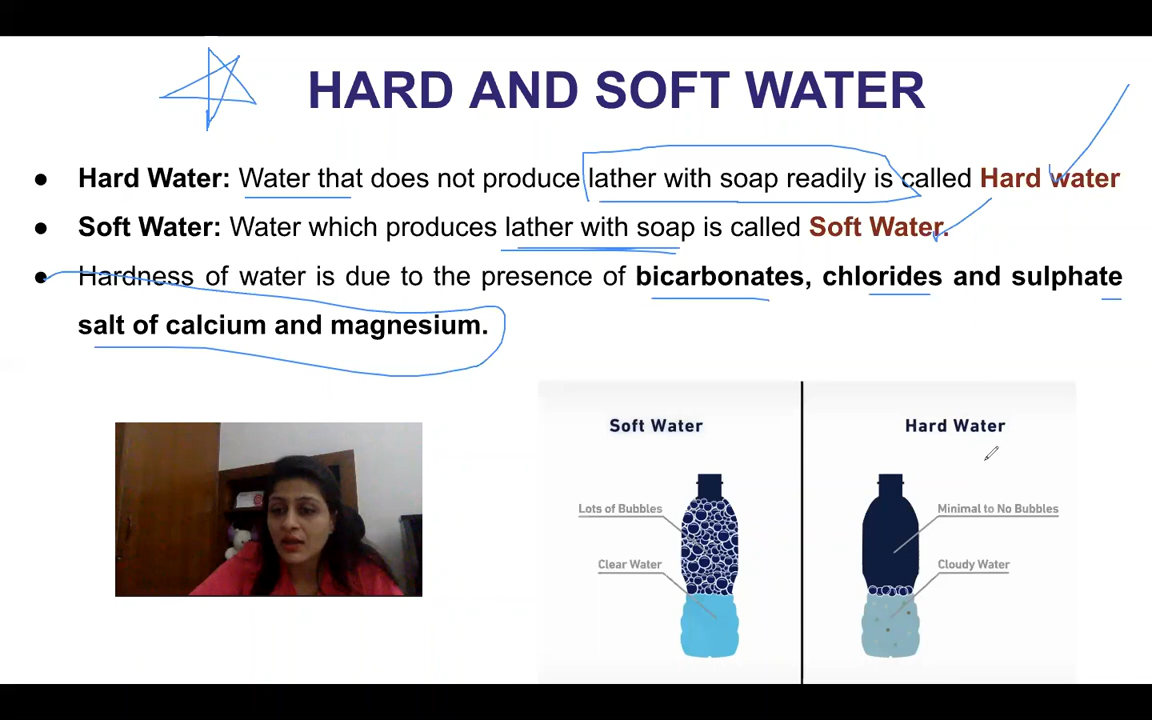 HARD AND SOFT WATER
● Hard Water: Water that does not produce lather with soap readily is called Hard water
● Soft Water: Water which produces lather with soap is called Soft Water.
● Hardness of water is due to the presence of bicarbonates, chlorides and sulphate
salt of calcium and magnesium.
Soft Water
Hard Water
Lots of Bubbles
Minimal to No Bubbles
Clear Water
Cloudy Water